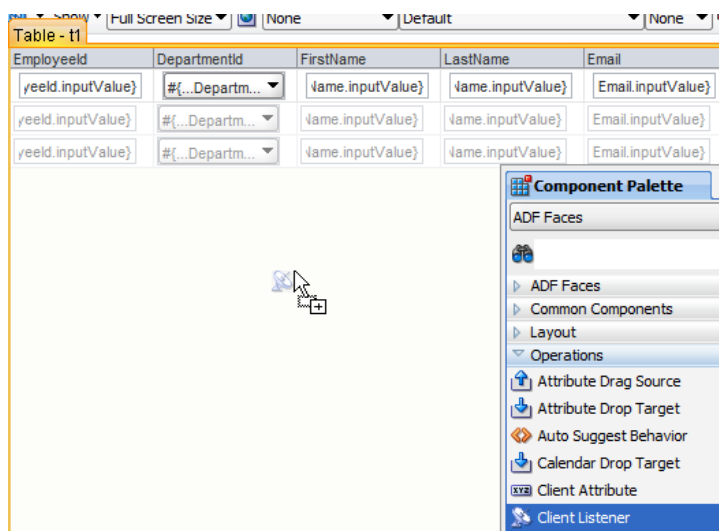 Show Full Screen Size None Default None
Table - t1
EmployeeId DepartmentId FirstName LastName Email
yeeId.inputValue} #{...Departm... Name.inputValue} Name.inputValue} Email.inputValue}
yeeId.inputValue} #{...Departm... Name.inputValue} Name.inputValue} Email.inputValue}
yeeId.inputValue} #{...Departm... Name.inputValue} Name.inputValue} Email.inputValue}
Component Palette
ADF Faces
ADF Faces
Common Components
Layout
Operations
Attribute Drag Source
Attribute Drop Target
Auto Suggest Behavior
Calendar Drop Target
XYZ Client Attribute
Client Listener